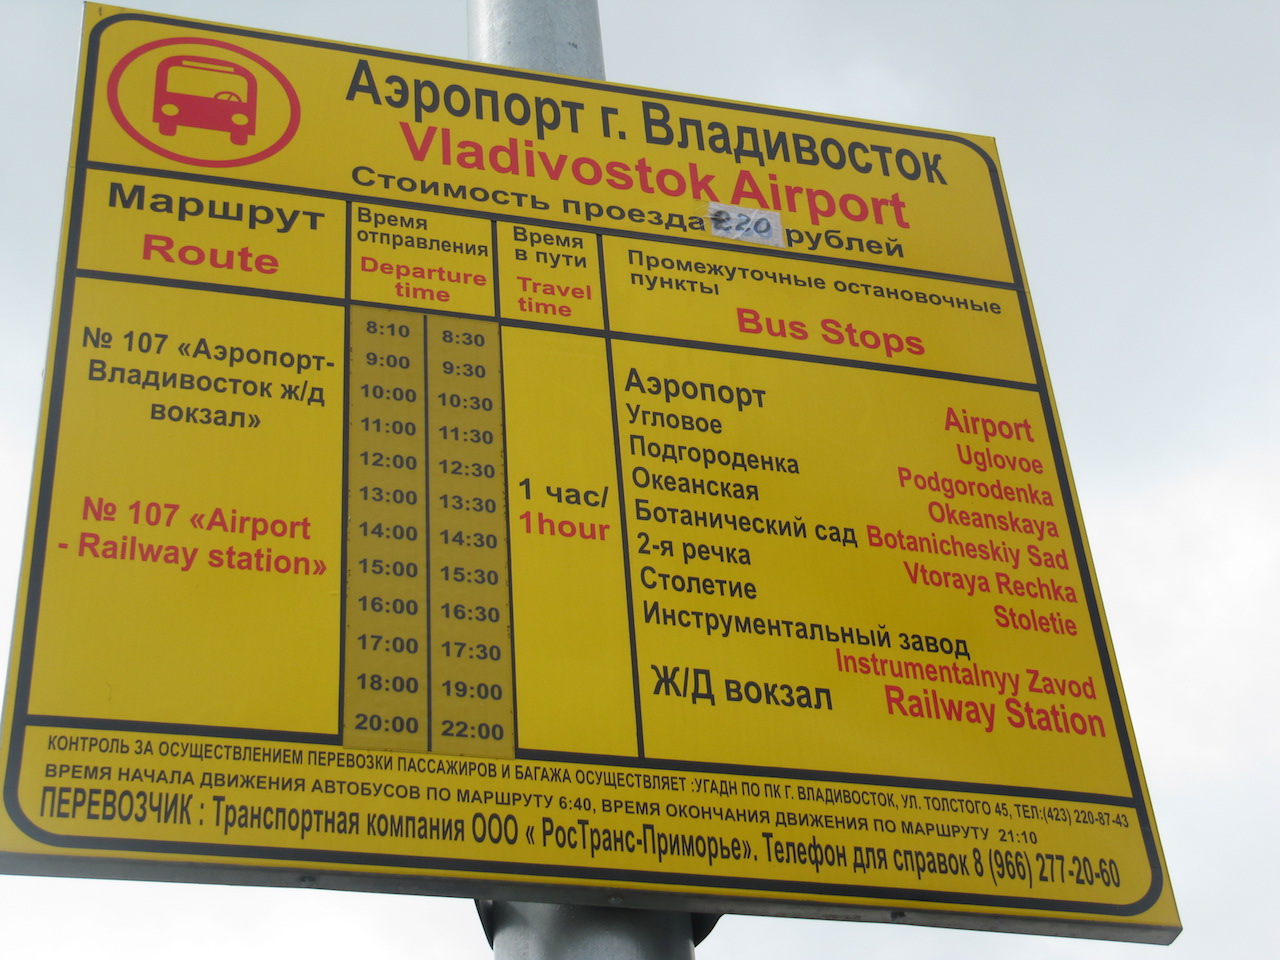 Аэропорт г. Владивосток
Vladivostok Airport
Стоимость проезда 220 рублей
Маршрут
Route
Время
отправления
Departure
time
Время
в пути
Travel
time
Промежуточные остановочные
пункты
Bus Stops
№ 107 «Аэропорт-
Владивосток ж/д
вокзал»
№ 107 «Airport
- Railway station»
8:10 8:30
9:00 9:30
10:00 10:30
11:00 11:30
12:00 12:30
13:00 13:30
14:00 14:30
15:00 15:30
16:00 16:30
17:00 17:30
18:00 19:00
20:00 22:00
1 час/
1hour
Аэропорт Airport
Угловое Uglovoe
Подгороденка Podgorodenka
Океанская Okeanskaya
Ботанический сад Botanicheskiy Sad
2-я речка Vtoraya Rechka
Столетие Stoletie
Инструментальный завод
Instrumentalnyy Zavod
Ж/Д вокзал Railway Station
КОНТРОЛЬ ЗА ОСУЩЕСТВЛЕНИЕМ ПЕРЕВОЗКИ ПАССАЖИРОВ И БАГАЖА ОСУЩЕСТВЛЯЕТ :УГАДН ПО ПК Г. ВЛАДИВОСТОК, УЛ. ТОЛСТОГО 45, ТЕЛ:(423) 220-87-43
ВРЕМЯ НАЧАЛА ДВИЖЕНИЯ АВТОБУСОВ ПО МАРШРУТУ 6:40, ВРЕМЯ ОКОНЧАНИЯ ДВИЖЕНИЯ ПО МАРШРУТУ 21:10
ПЕРЕВОЗЧИК : Транспортная компания ООО « РосТранс-Приморье». Телефон для справок 8 (966) 277-20-60